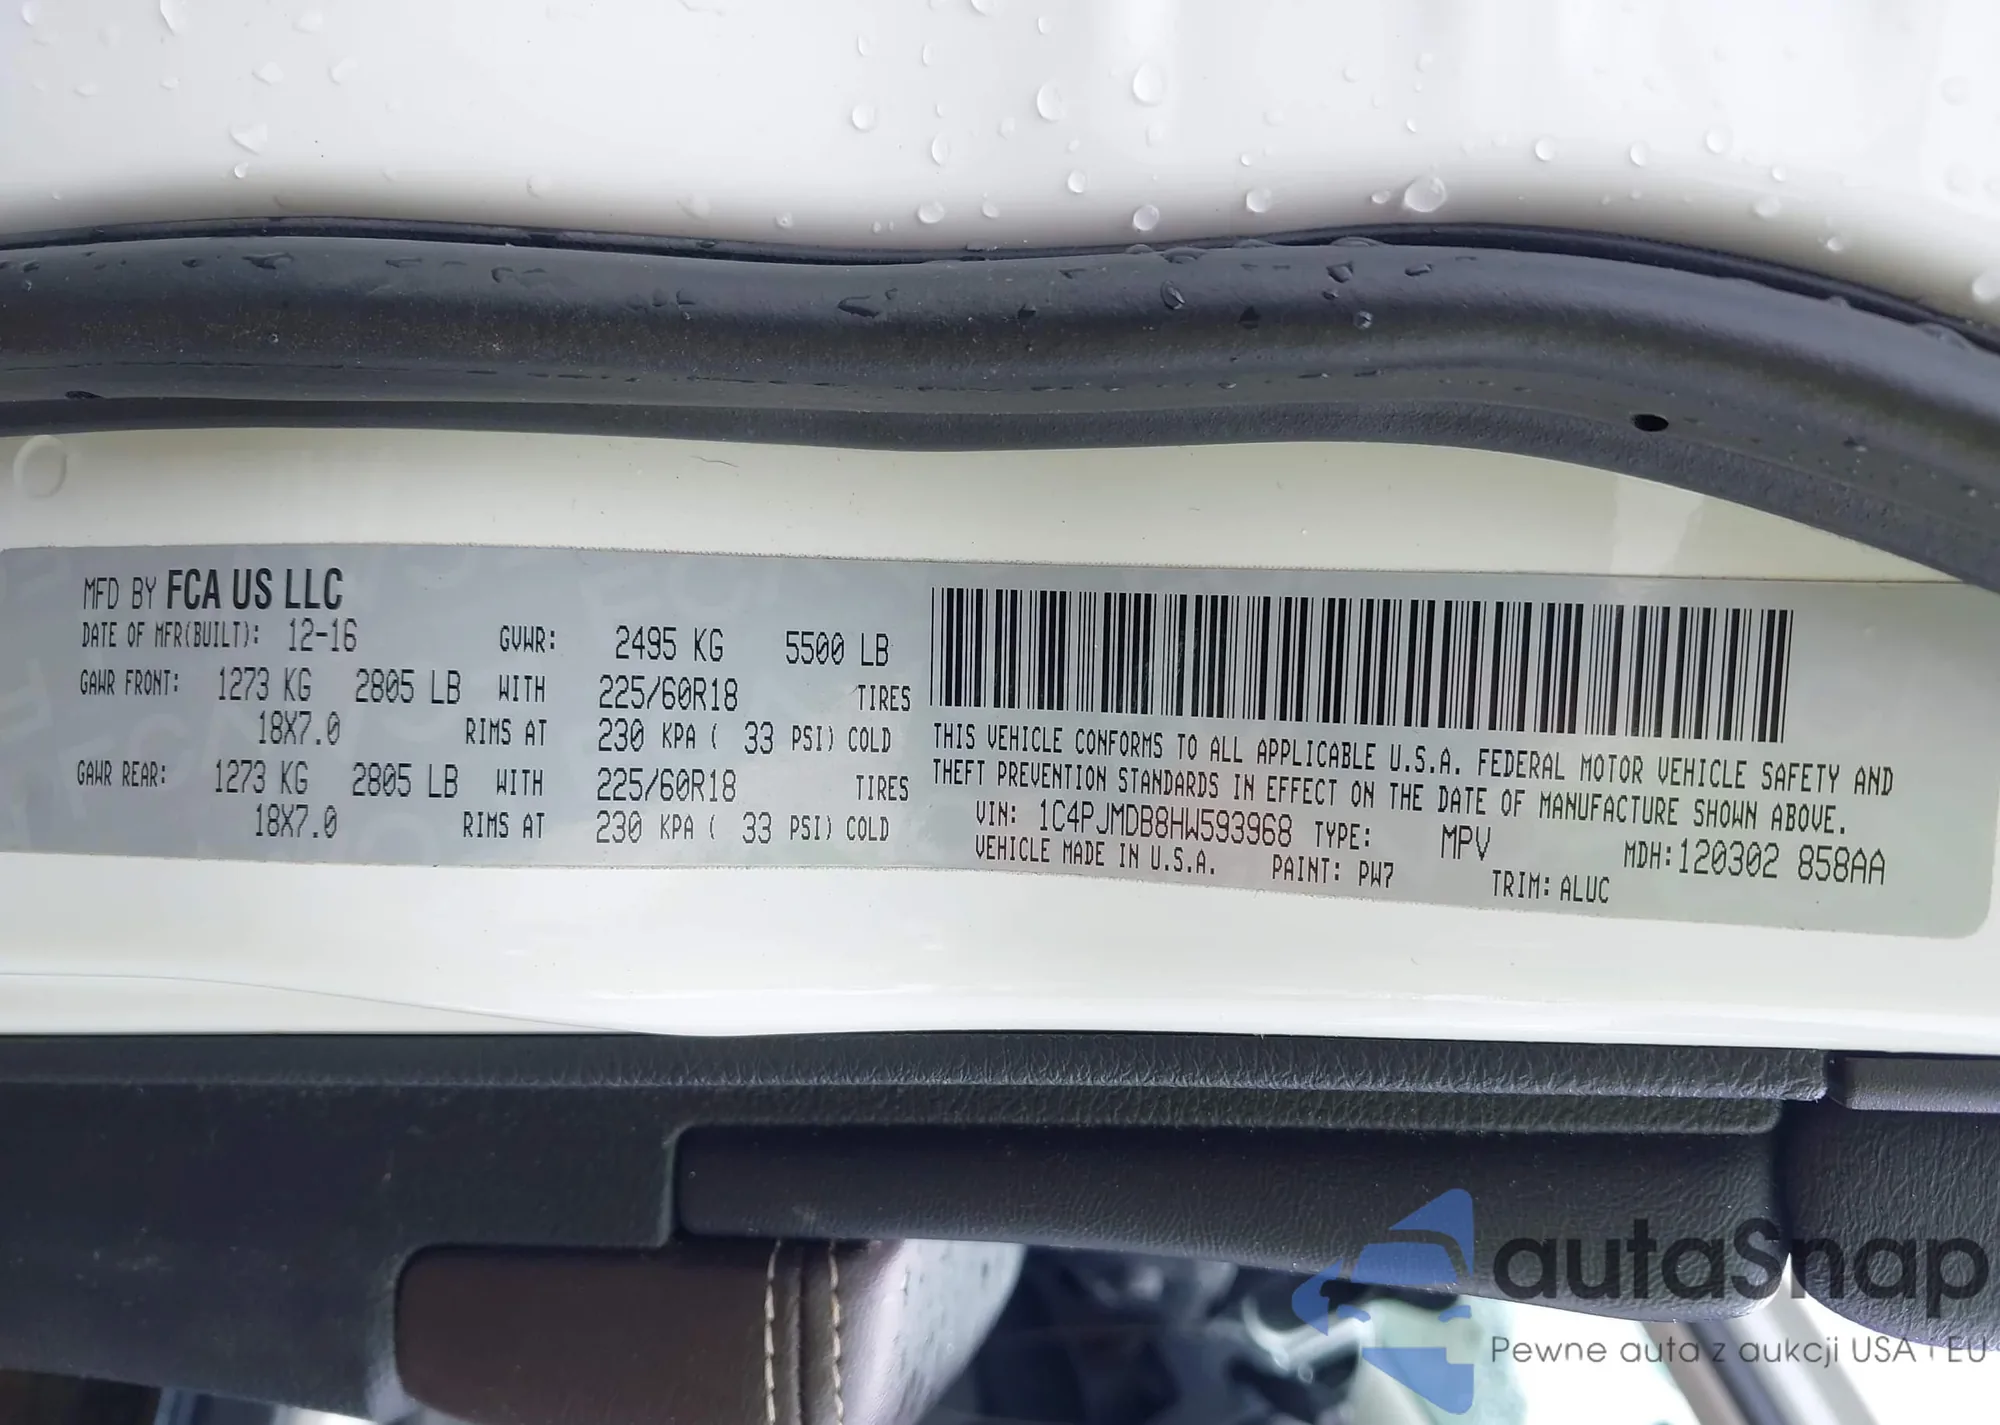 MFD BY FCA US LLC
DATE OF MFR(BUILT): 12-16 GVWR: 2495 KG 5500 LB
GAWR FRONT: 1273 KG 2805 LB WITH 225/60R18 TIRES
18X7.0 RIMS AT 230 KPA ( 33 PSI) COLD
GAWR REAR: 1273 KG 2805 LB WITH 225/60R18 TIRES
18X7.0 RIMS AT 230 KPA ( 33 PSI) COLD
THIS VEHICLE CONFORMS TO ALL APPLICABLE U.S.A. FEDERAL MOTOR VEHICLE SAFETY AND
THEFT PREVENTION STANDARDS IN EFFECT ON THE DATE OF MANUFACTURE SHOWN ABOVE.
VIN: 1C4PJMDB8HW593968 TYPE: MPV MDH:120302 858AA
VEHICLE MADE IN U.S.A. PAINT: PW7 TRIM: ALUC
autaSnap
Pewne auta z aukcji USA i EU